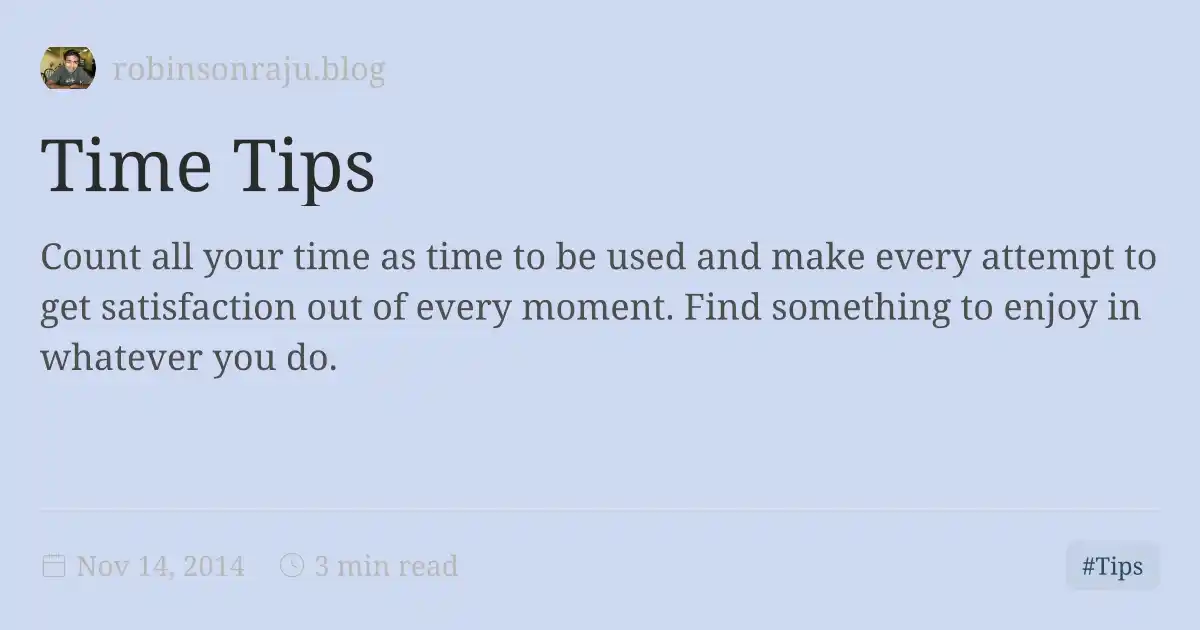 robinsonraju.blog
Time Tips
Count all your time as time to be used and make every attempt to
get satisfaction out of every moment. Find something to enjoy in
whatever you do.
Nov 14, 2014 3 min read #Tips